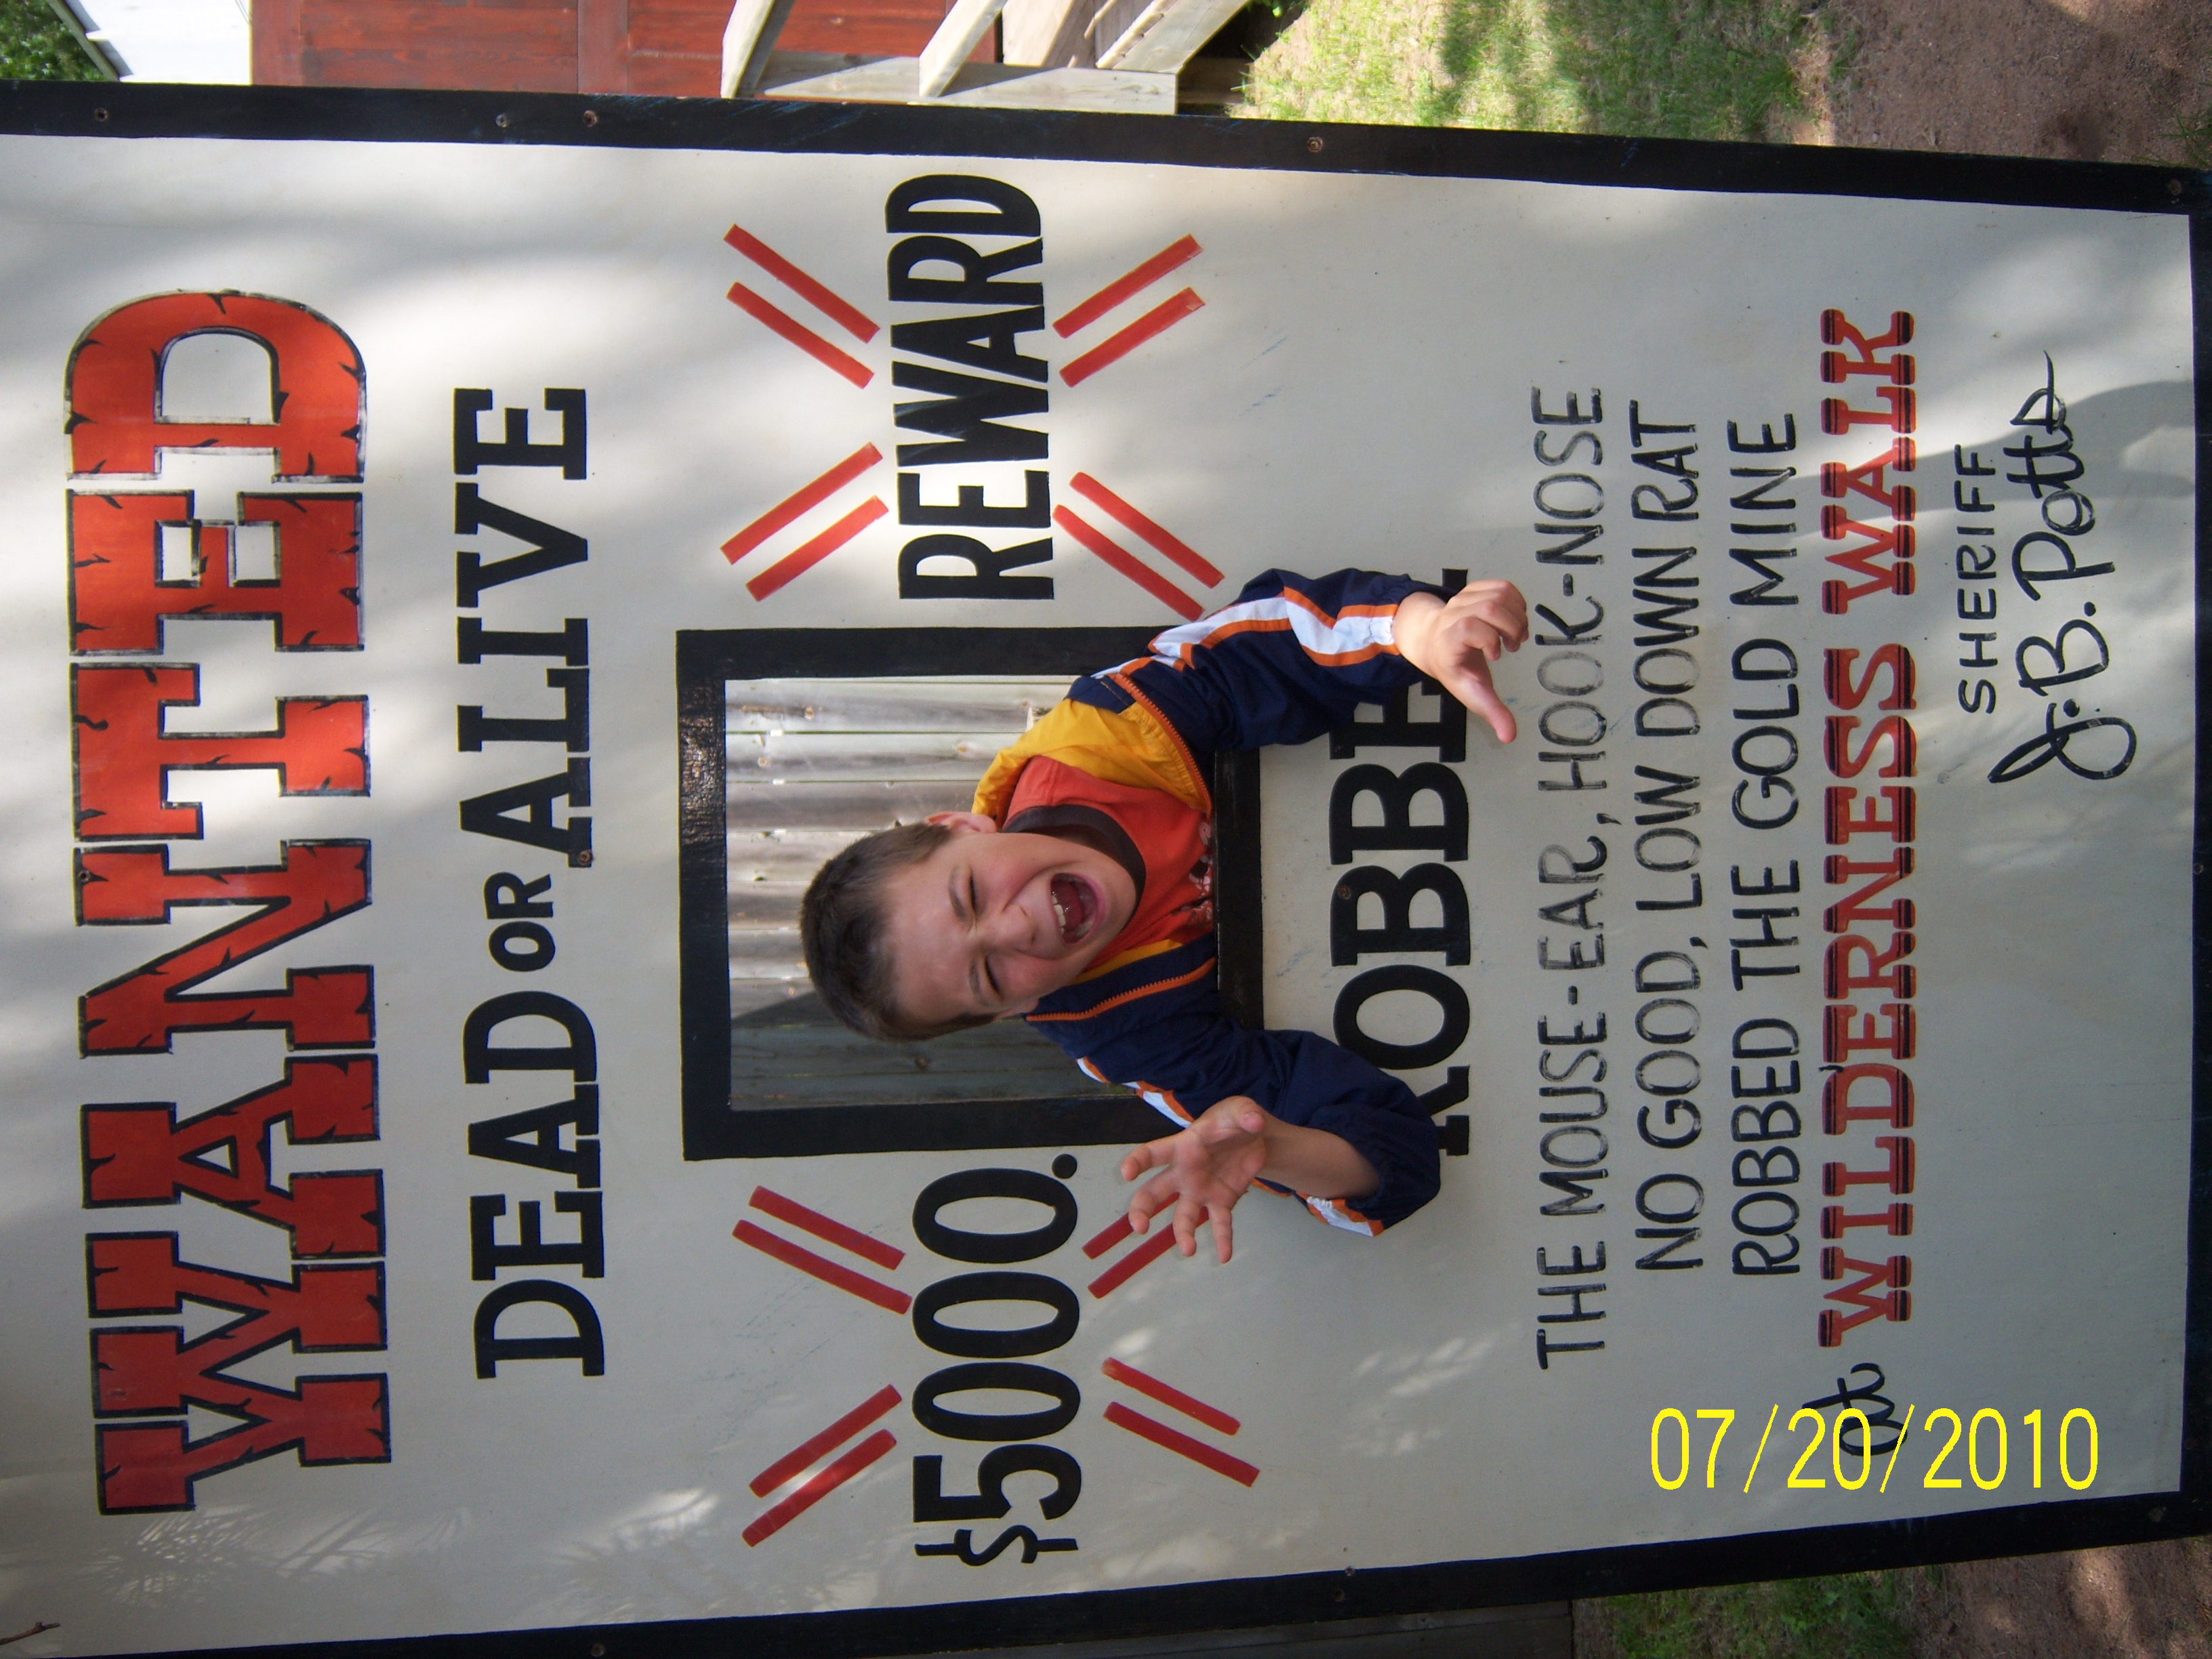 WANTED
DEAD OR ALIVE
$5000. REWARD
ROBBE
THE MOUSE-EAR, HOOK-NOSE
NO GOOD, LOW DOWN RAT
ROBBED THE GOLD MINE
at WILDERNESS WALK
SHERIFF
J.B. Potts
07/20/2010